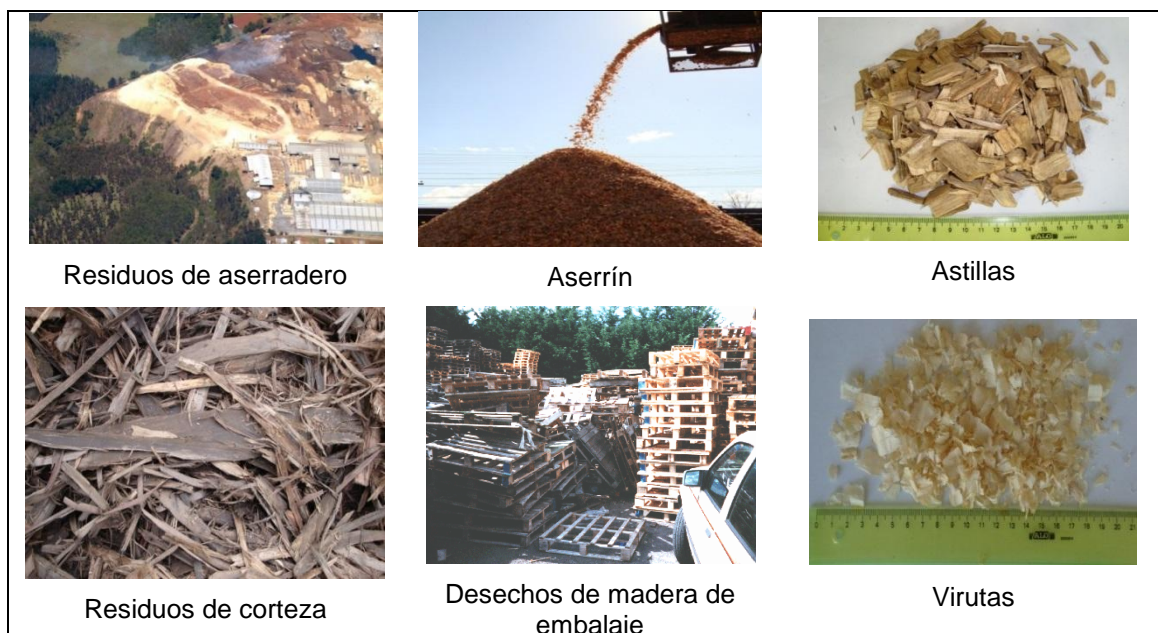 Residuos de aserradero
Aserrín
Astillas
Residuos de corteza
Desechos de madera de
embalaje
Virutas